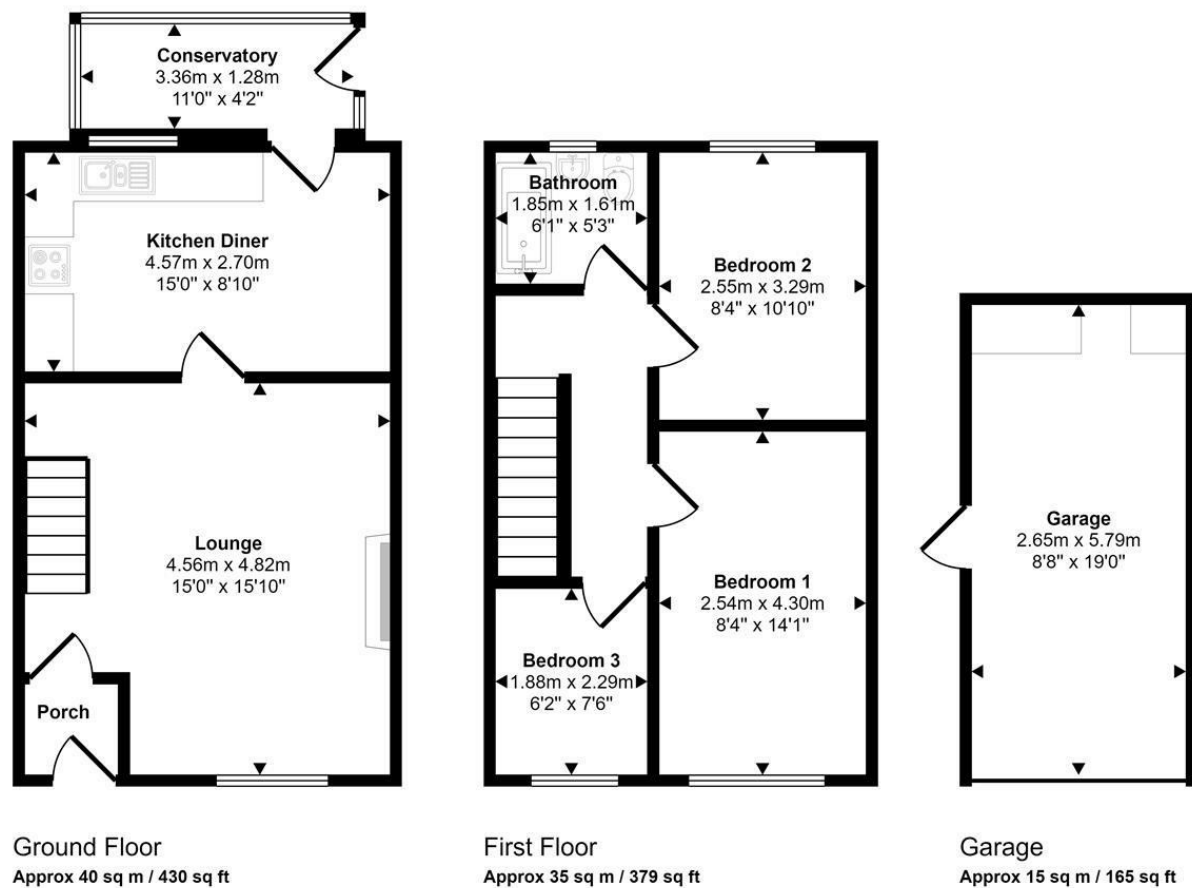 Conservatory
3.36m x 1.28m
11'0" x 4'2"
Kitchen Diner
4.57m x 2.70m
15'0" x 8'10"
Lounge
4.56m x 4.82m
15'0" x 15'10"
Porch
Ground Floor
Approx 40 sq m / 430 sq ft
Bathroom
1.85m x 1.61m
6'1" x 5'3"
Bedroom 2
2.55m x 3.29m
8'4" x 10'10"
Bedroom 1
2.54m x 4.30m
8'4" x 14'1"
Bedroom 3
1.88m x 2.29m
6'2" x 7'6"
First Floor
Approx 35 sq m / 379 sq ft
Garage
2.65m x 5.79m
8'8" x 19'0"
Garage
Approx 15 sq m / 165 sq ft